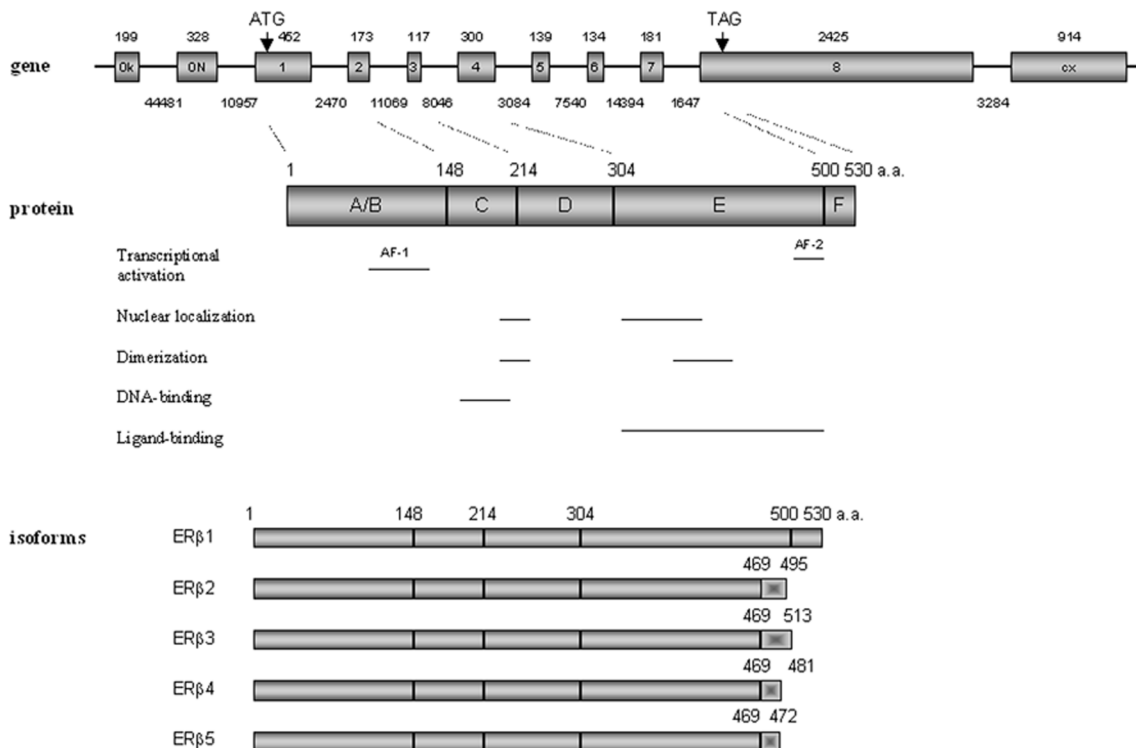 ATG TAG
199 328 462 173 117 300 139 134 181 2425 914
gene 0k 0N 1 2 3 4 5 6 7 8 cx
44481 10957 2470 11069 8046 3084 7540 14394 1647 3284
1 148 214 304 500 530 a.a.
protein A/B C D E F
Transcriptional activation AF-1 AF-2
Nuclear localization
Dimerization
DNA-binding
Ligand-binding
1 148 214 304 500 530 a.a.
isoforms ERβ1
469 495
ERβ2
469 513
ERβ3
469 481
ERβ4
469 472
ERβ5